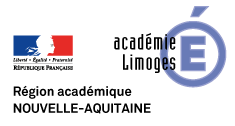 académie
Limoges
É
Liberté • Égalité • Fraternité
RÉPUBLIQUE FRANÇAISE
Région académique
NOUVELLE-AQUITAINE